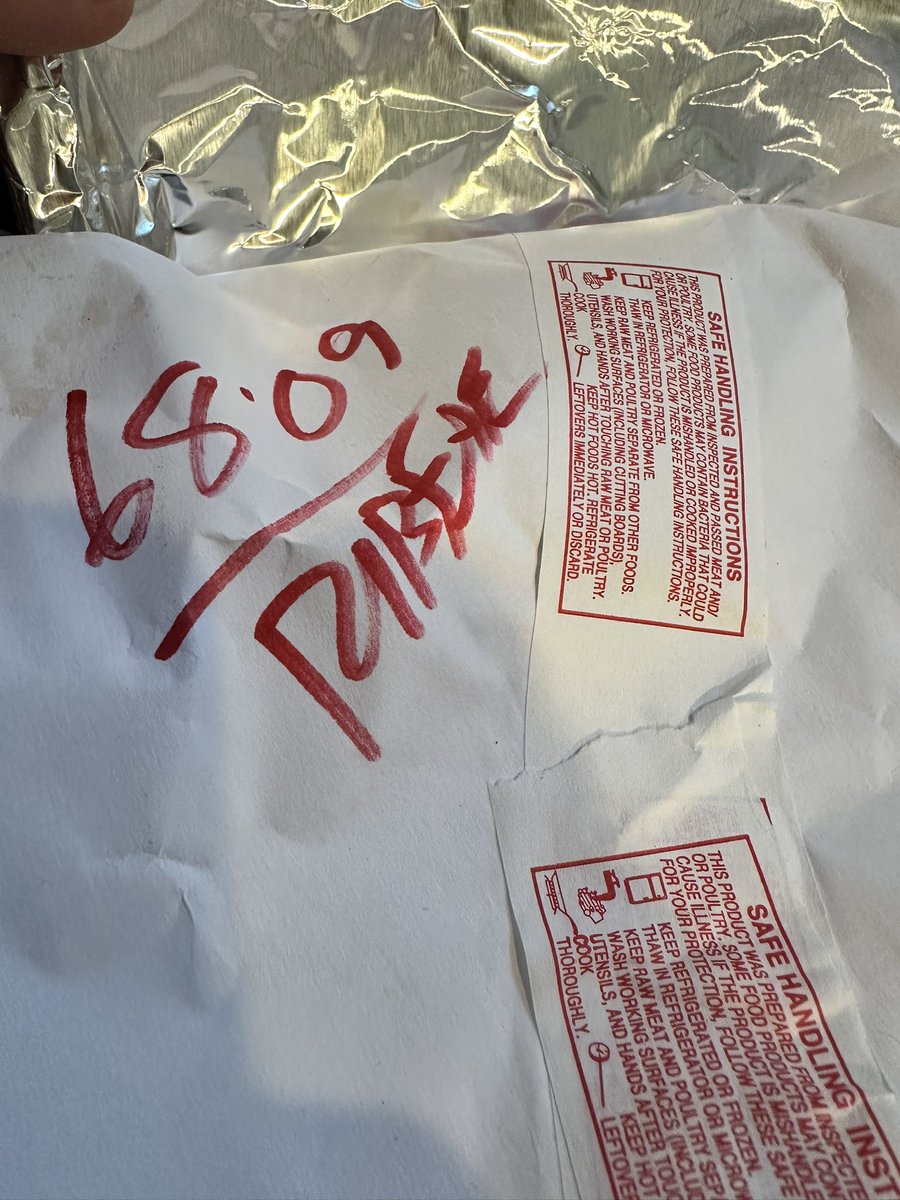 68.09
RIBEYE
SAFE HANDLING INSTRUCTIONS
THIS PRODUCT WAS PREPARED FROM INSPECTED AND PASSED MEAT AND/
OR POULTRY. SOME FOOD PRODUCTS MAY CONTAIN BACTERIA THAT COULD
CAUSE ILLNESS IF THE PRODUCT IS MISHANDLED OR COOKED IMPROPERLY.
FOR YOUR PROTECTION, FOLLOW THESE SAFE HANDLING INSTRUCTIONS.
KEEP REFRIGERATED OR FROZEN.
THAW IN REFRIGERATOR OR MICROWAVE.
KEEP RAW MEAT AND POULTRY SEPARATE FROM OTHER FOODS.
WASH WORKING SURFACES (INCLUDING CUTTING BOARDS),
UTENSILS, AND HANDS AFTER TOUCHING RAW MEAT OR POULTRY.
COOK THOROUGHLY.
KEEP HOT FOODS HOT. REFRIGERATE
LEFTOVERS IMMEDIATELY OR DISCARD.
SAFE HANDLING INST
THIS PRODUCT WAS PREPARED FROM INSPECTE
OR POULTRY. SOME FOOD PRODUCTS MAY CON
CAUSE ILLNESS IF THE PRODUCT IS MISHANDLE
FOR YOUR PROTECTION, FOLLOW THESE SAFE
KEEP REFRIGERATED OR FROZEN.
THAW IN REFRIGERATOR OR MICRO
KEEP RAW MEAT AND POULTRY SEP
WASH WORKING SURFACES (INCLU
UTENSILS, AND HANDS AFTER TOU
COOK THOROUGHLY.
KEEP HOT
LEFTOVE